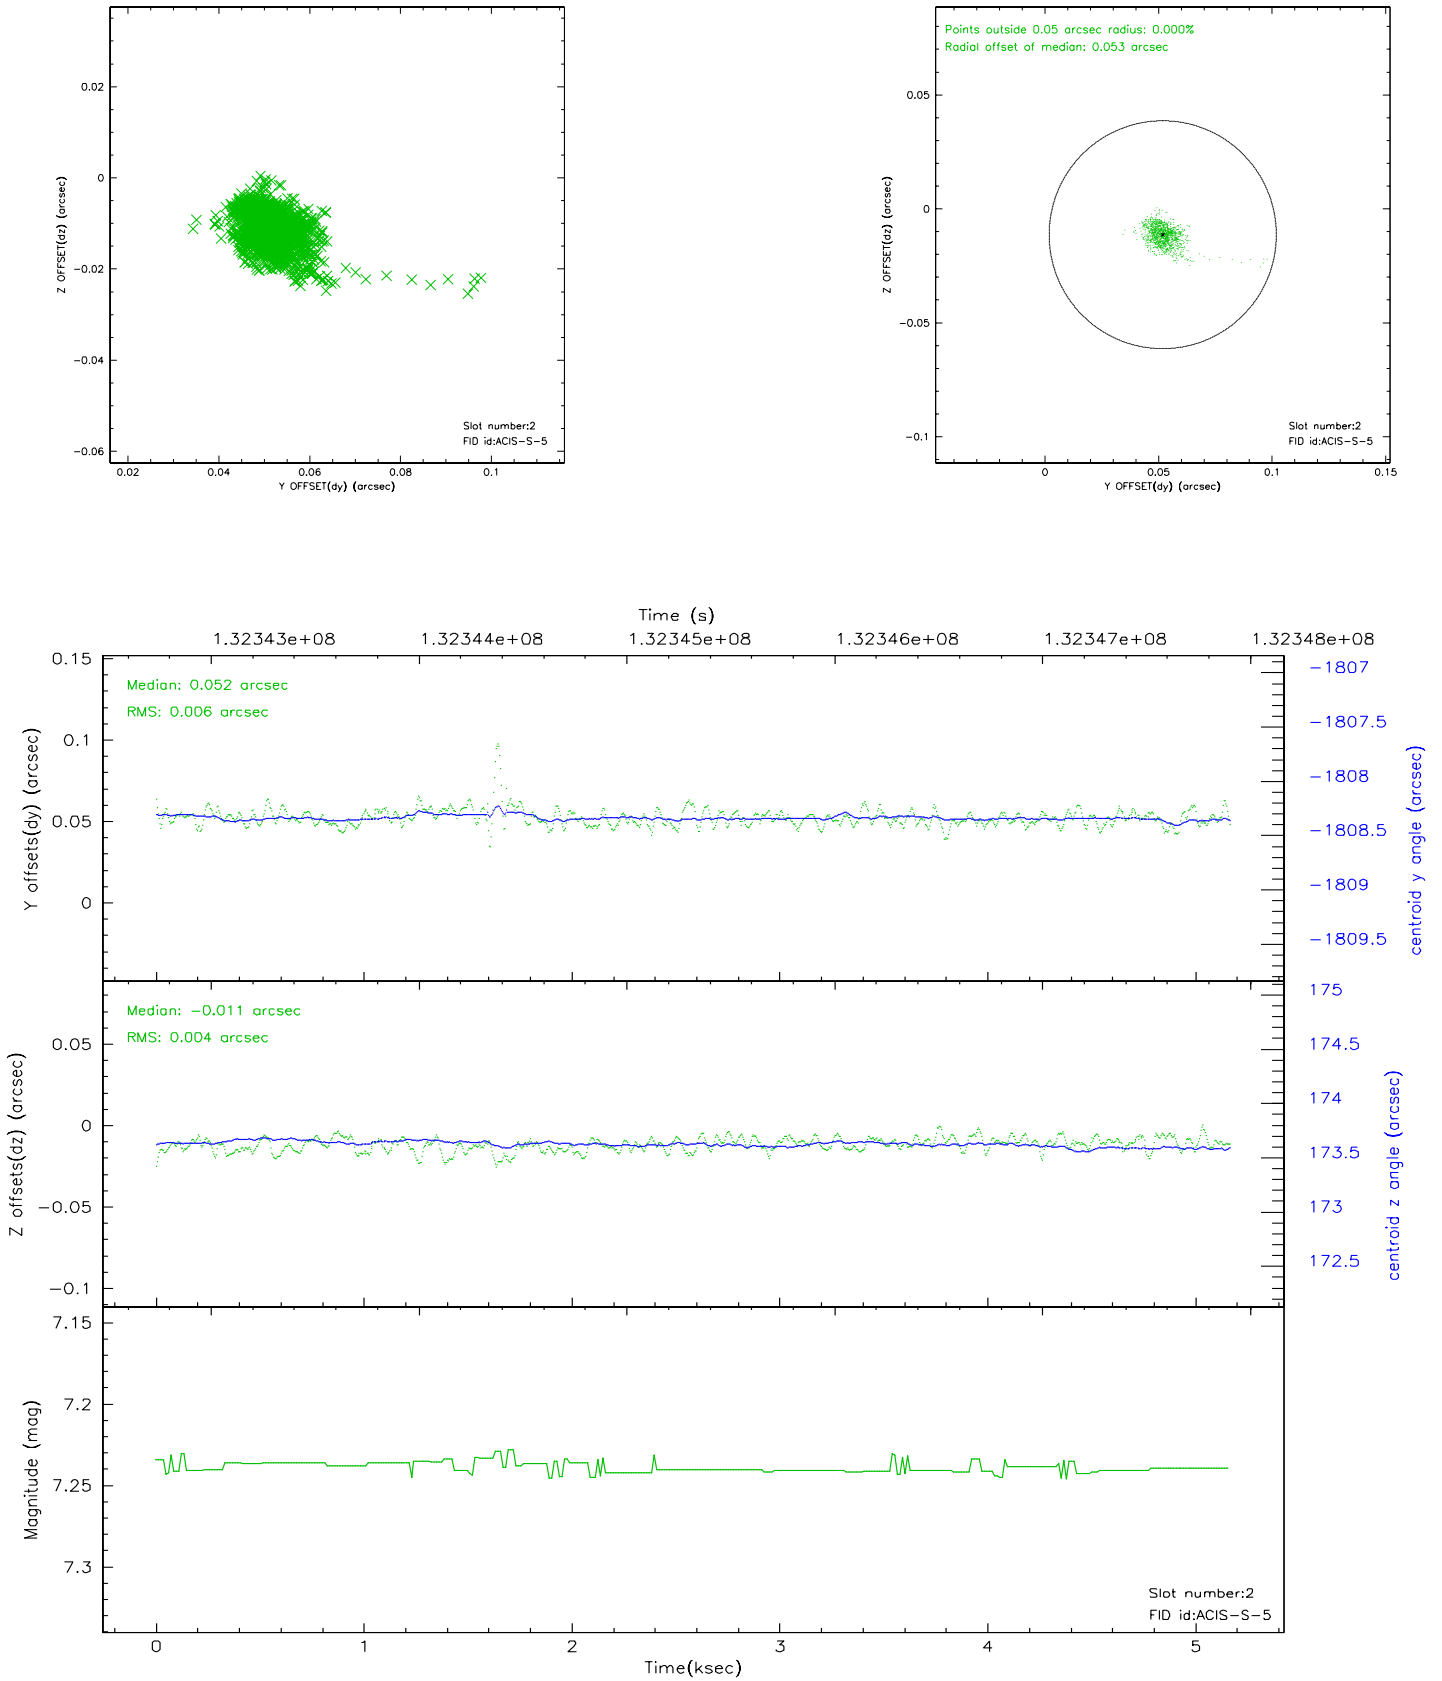 0.02
0
-0.02
-0.04
-0.06
Z OFFSET(dz) (arcsec)
Slot number:2
FID id:ACIS-S-5
0.02 0.04 0.06 0.08 0.1
Y OFFSET(dy) (arcsec)
Points outside 0.05 arcsec radius: 0.000%
Radial offset of median: 0.053 arcsec
0.05
0
-0.05
-0.1
Z OFFSET(dz) (arcsec)
Slot number:2
FID id:ACIS-S-5
0 0.05 0.1 0.15
Y OFFSET(dy) (arcsec)
Time (s)
1.32343e+08 1.32344e+08 1.32345e+08 1.32346e+08 1.32347e+08 1.32348e+08
0.15
0.1
0.05
0
Y offsets(dy) (arcsec)
Median: 0.052 arcsec
RMS: 0.006 arcsec
-1807
-1807.5
-1808
-1808.5
-1809
-1809.5
centroid y angle (arcsec)
0.05
0
-0.05
-0.1
Z offsets(dz) (arcsec)
Median: -0.011 arcsec
RMS: 0.004 arcsec
175
174.5
174
173.5
173
172.5
centroid z angle (arcsec)
7.15
7.2
7.25
7.3
Magnitude (mag)
Slot number:2
FID id:ACIS-S-5
0 1 2 3 4 5
Time(ksec)